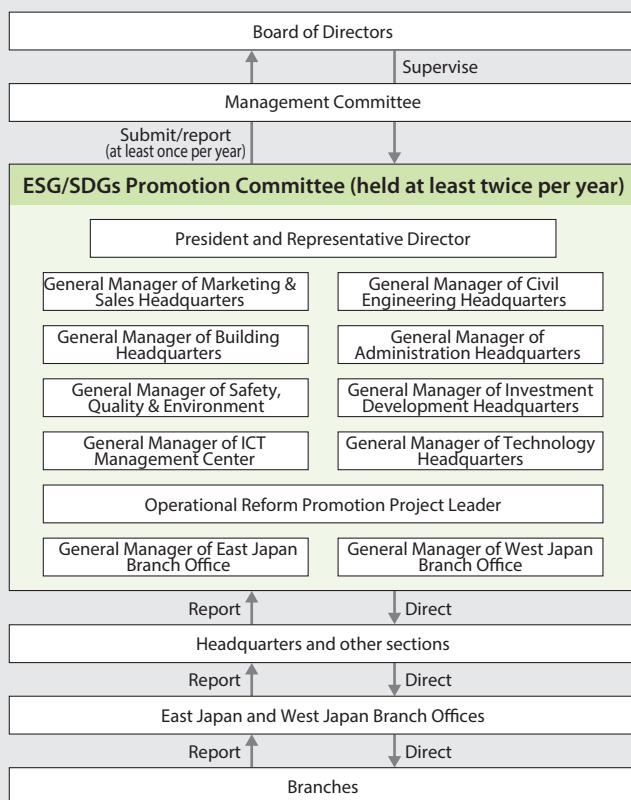 Board of Directors
Supervise
Management Committee
Submit/report
(at least once per year)
ESG/SDGs Promotion Committee (held at least twice per year)
President and Representative Director
General Manager of Marketing &
Sales Headquarters
General Manager of Civil
Engineering Headquarters
General Manager of Building
Headquarters
General Manager of
Administration Headquarters
General Manager of Safety,
Quality & Environment
General Manager of Investment
Development Headquarters
General Manager of ICT
Management Center
General Manager of Technology
Headquarters
Operational Reform Promotion Project Leader
General Manager of East Japan
Branch Office
General Manager of West Japan
Branch Office
Report
Direct
Headquarters and other sections
Report
Direct
East Japan and West Japan Branch Offices
Report
Direct
Branches